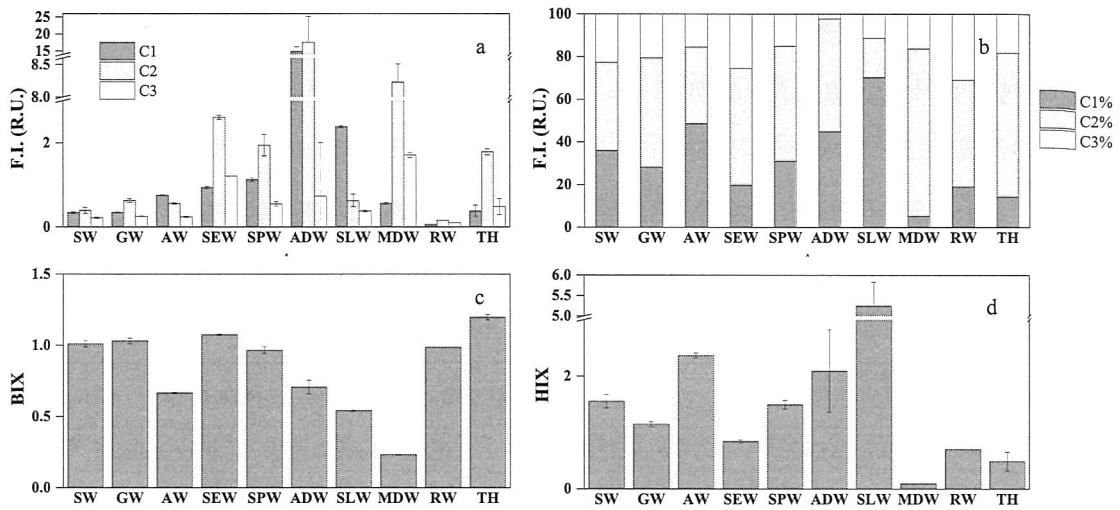 25
20
15
8.5
8.0
2
0
F.I. (R.U.)
C1
C2
C3
a
SW GW AW SEW SPW ADW SLW MDW RW TH
100
80
60
40
20
0
F.I. (R.U.)
b
C1%
C2%
C3%
SW GW AW SEW SPW ADW SLW MDW RW TH
1.5
1.0
0.5
0.0
BIX
c
SW GW AW SEW SPW ADW SLW MDW RW TH
6.0
5.5
5.0
2
0
HIX
d
SW GW AW SEW SPW ADW SLW MDW RW TH